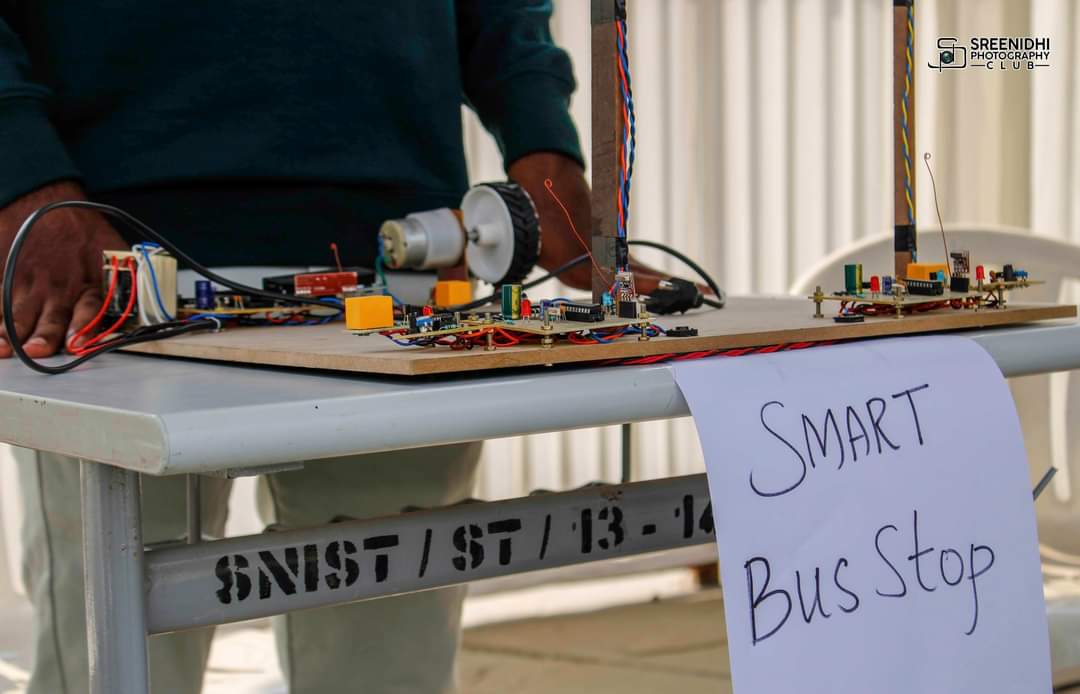 SREENIDHI
PHOTOGRAPHY
CLUB
SMART
Bus Stop
SNIST / ST / 13 - 14